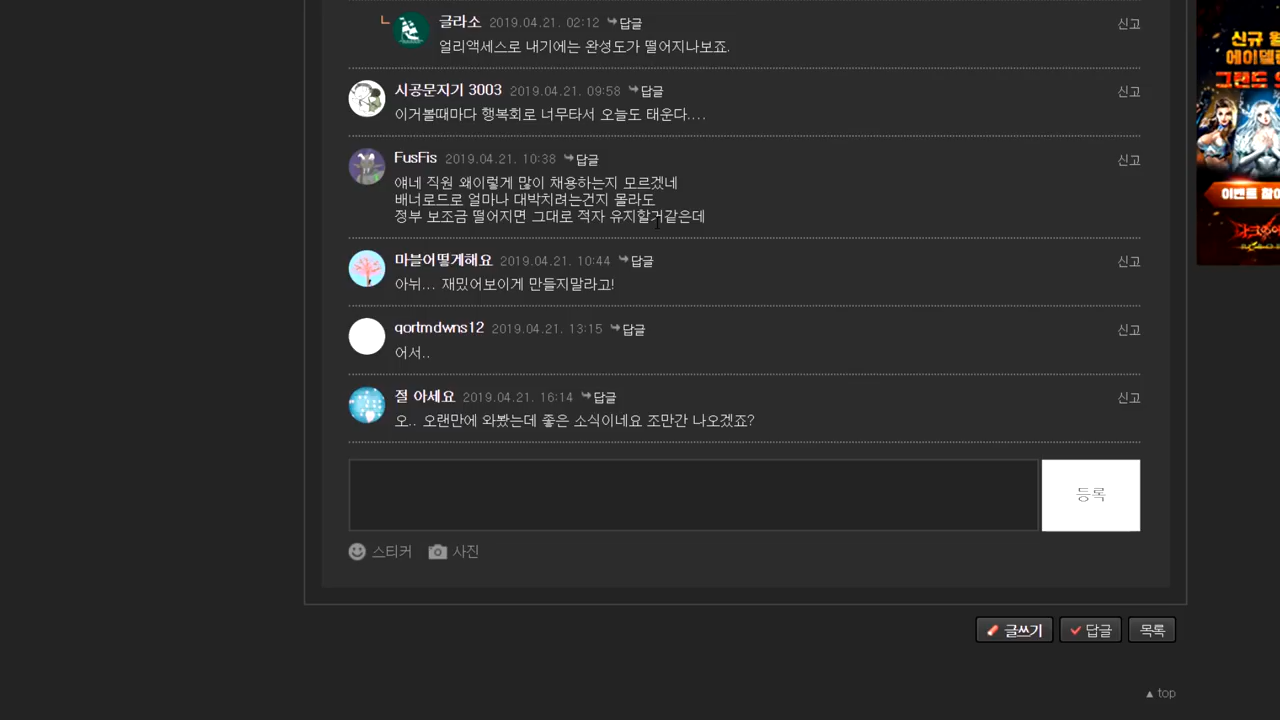 글라소 2019.04.21. 02:12 답글 신고
얼리액세스로 내기에는 완성도가 떨어지나보죠.
시공문지기 3003 2019.04.21. 09:58 답글 신고
이거볼때마다 행복회로 너무타서 오늘도 태운다....
FusFis 2019.04.21. 10:38 답글 신고
얘네 직원 왜이렇게 많이 채용하는지 모르겠네
배너로드로 얼마나 대박치려는건지 몰라도
정부 보조금 떨어지면 그대로 적자 유지할거같은데
마블어떻게해요 2019.04.21. 10:44 답글 신고
아뉘... 재밌어보이게 만들지말라고!
qortmdwns12 2019.04.21. 13:15 답글 신고
어서..
절 아세요 2019.04.21. 16:14 답글 신고
오.. 오랜만에 와봤는데 좋은 소식이네요 조만간 나오겠죠?
등록
스티커 사진
글쓰기 답글 목록
▲ top
신규
그랜드
이벤트